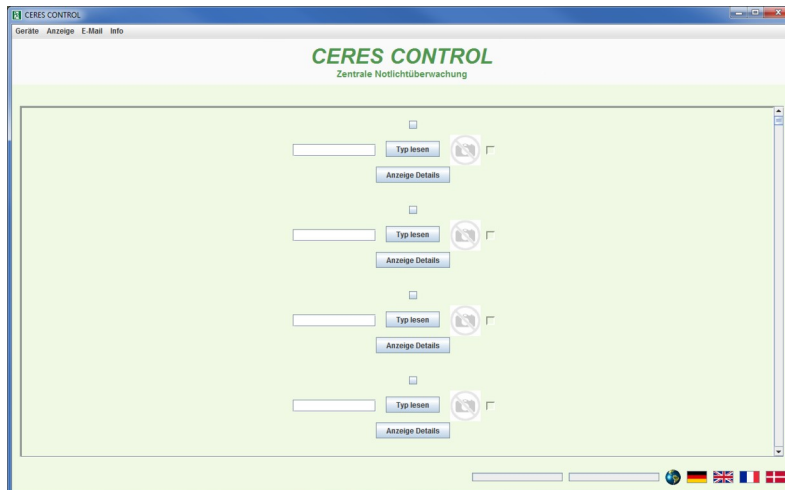 CERES CONTROL
Geräte Anzeige E-Mail Info
CERES CONTROL
Zentrale Notlichtüberwachung
Typ lesen
Anzeige Details
Typ lesen
Anzeige Details
Typ lesen
Anzeige Details
Typ lesen
Anzeige Details